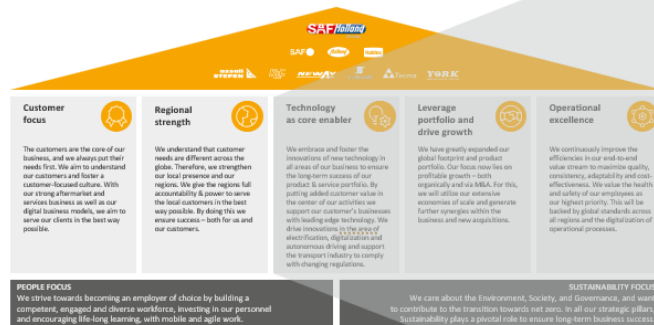 SAF Holland
SAF Holland Haldex
NEWAY Tecma YORK
Customer
focus
The customers are the core of our
business, and we always put their
needs first. We aim to understand
our customers and foster a
customer-focused culture. With
our strong aftermarket and
services business as well as our
digital business models, we aim to
serve our clients in the best way
possible.
Regional
strength
We understand that customer
needs are different across the
globe. Therefore, we strengthen
our local presence and our
regions. We give the regions full
accountability & power to serve
the local customers in the best
way possible. By doing this we
ensure success – both for us and
our customers.
Technology
as core enabler
We embrace and foster the
innovations of new technology in
all areas of our business to ensure
the long-term success of our
product & service portfolio. By
putting added customer value in
the center of our activities we
support our customer's businesses
with leading edge technology. We
drive innovations in the area of
electrification, digitalization and
autonomous driving and support
the transport industry to comply
with changing regulations.
Leverage
portfolio and
drive growth
We have greatly expanded our
global footprint and product
portfolio. Our focus now lies on
profitable growth – both
organically and via M&A. For this,
we will utilize our extensive
economies of scale and generate
further synergies within the
business and new acquisitions.
Operational
excellence
We continuously improve the
efficiencies in our end-to-end
value stream to maximize quality,
consistency, adaptability and cost-
effectiveness. We value the health
and safety of our employees as
our highest priority. This will be
backed by global standards across
all regions and the digitalization of
operational processes.
PEOPLE FOCUS
We strive towards becoming an employer of choice by building a
competent, engaged and diverse workforce, investing in our personnel
and encouraging life-long learning, with mobile and agile work.
SUSTAINABILITY FOCUS
We care about the Environment, Society, and Governance, and want
to contribute to the transformation towards net zero. In all our strategic pillars,
Sustainability plays a pivotal role to ensure long-term business success.